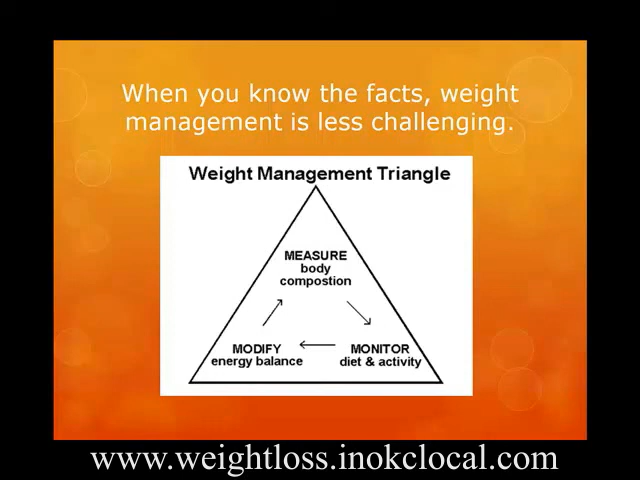 When you know the facts, weight
management is less challenging.
Weight Management Triangle
MEASURE
body
compostion
MODIFY
energy balance
MONITOR
diet & activity
www.weightloss.inokclocal.com